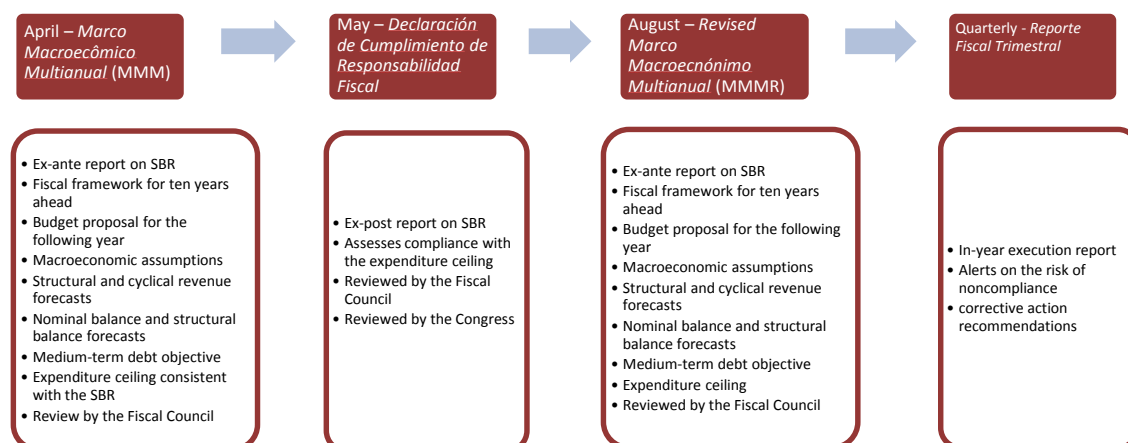 April – Marco
Macroecômico
Multianual (MMM)
May – Declaración
de Cumplimiento de
Responsabilidad
Fiscal
August – Revised
Marco
Macroecnónimo
Multianual (MMMR)
Quarterly - Reporte
Fiscal Trimestral
• Ex-ante report on SBR
• Fiscal framework for ten years
ahead
• Budget proposal for the
following year
• Macroeconomic assumptions
• Structural and cyclical revenue
forecasts
• Nominal balance and structural
balance forecasts
• Medium-term debt objective
• Expenditure ceiling consistent
with the SBR
• Review by the Fiscal Council
• Ex-post report on SBR
• Assesses compliance with
the expenditure ceiling
• Reviewed by the Fiscal
Council
• Reviewed by the Congress
• Ex-ante report on SBR
• Fiscal framework for ten years
ahead
• Budget proposal for the following
year
• Macroeconomic assumptions
• Structural and cyclical revenue
forecasts
• Nominal balance and structural
balance forecasts
• Medium-term debt objective
• Expenditure ceiling
• Reviewed by the Fiscal Council
• In-year execution report
• Alerts on the risk of
noncompliance
• corrective action
recommendations